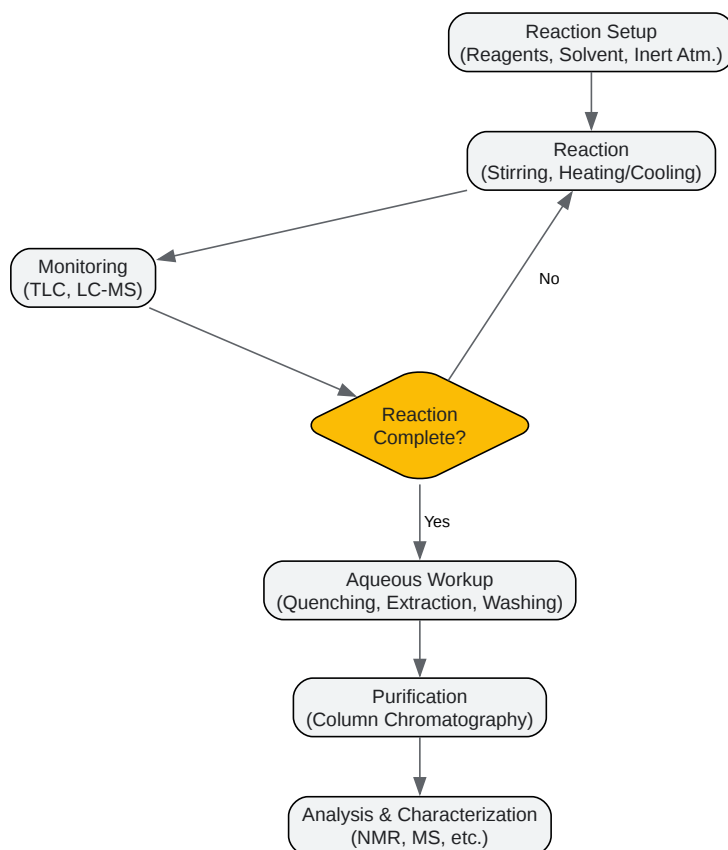 Reaction Setup
(Reagents, Solvent, Inert Atm.)
Reaction
(Stirring, Heating/Cooling)
Monitoring
(TLC, LC-MS)
No
Reaction
Complete?
Yes
Aqueous Workup
(Quenching, Extraction, Washing)
Purification
(Column Chromatography)
Analysis & Characterization
(NMR, MS, etc.)